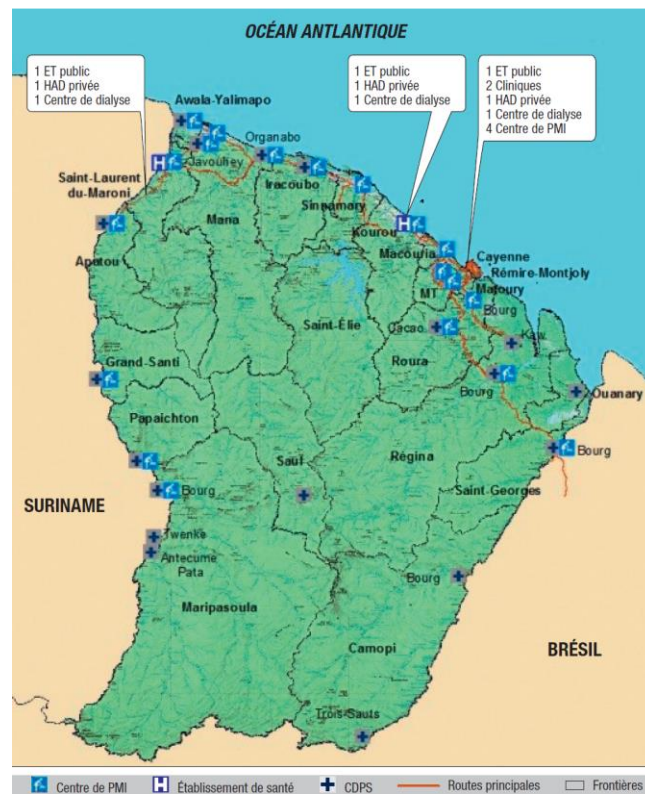 OCÉAN ANTLANTIQUE
1 ET public
1 HAD privée
1 Centre de dialyse
1 ET public
1 HAD privée
1 Centre de dialyse
1 ET public
2 Cliniques
1 HAD privée
1 Centre de dialyse
4 Centre de PMI
Awala-Yalimapo
Organabo
Javouhey
Iracoubo
Saint-Laurent
du-Maroni
Mana
Sinnamary
Kourou
Apatou
Macouria
Cayenne
Rémire-Montjoly
Matoury
MT
Bourg
Saint-Élie
Cacao
Kaw
Roura
Grand-Santi
Bourg
Ouanary
Papaichton
Régina
Bourg
Saül
Saint-Georges
SURINAME
Bourg
Twenke
Antecume
Pata
Bourg
Maripasoula
Camopi
BRÉSIL
Trois-Sauts
H
H
Centre de PMI
H
Établissement de santé
CDPS
Routes principales
Frontières